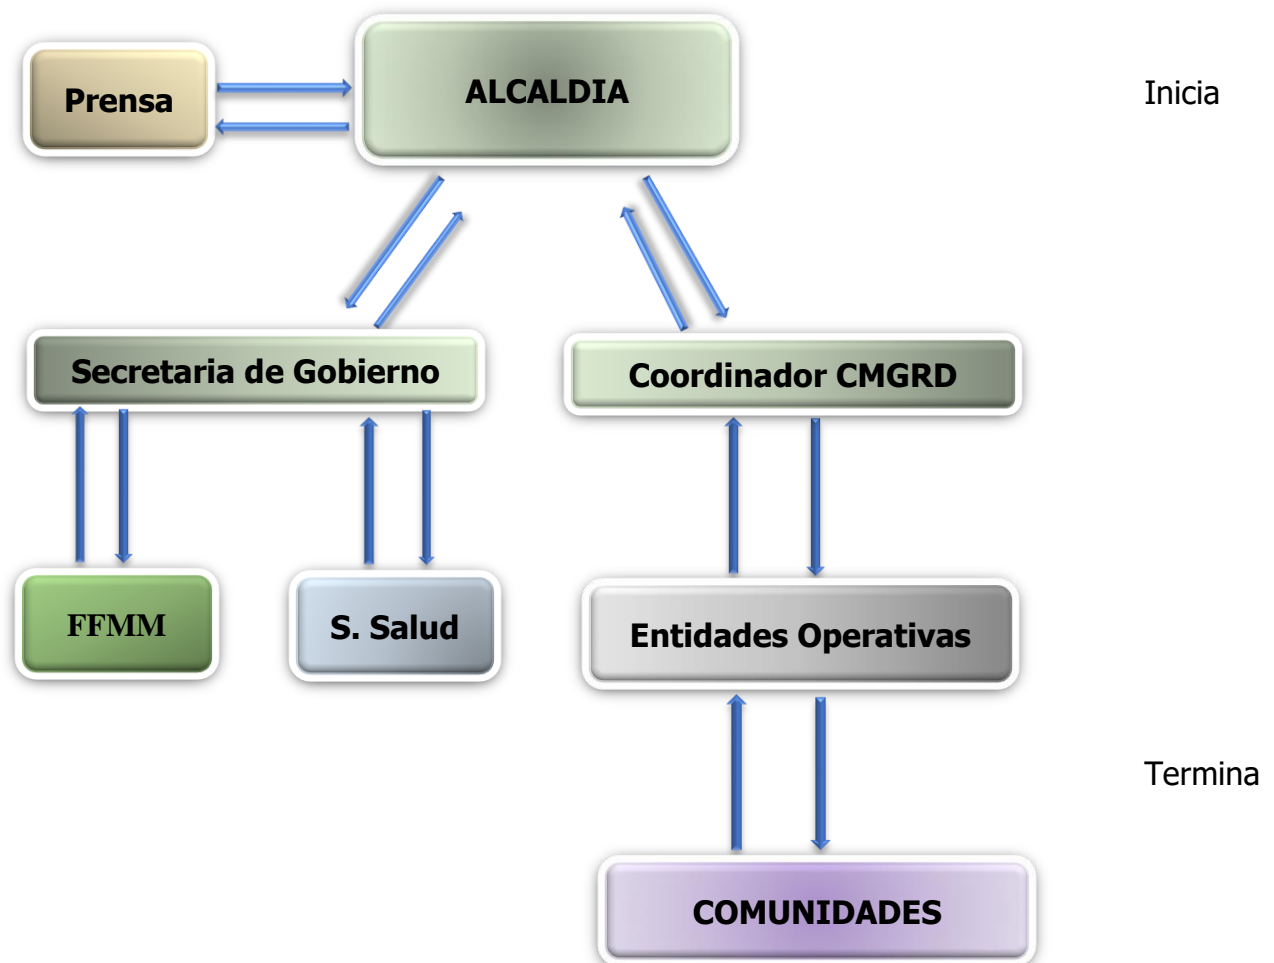 Prensa
ALCALDIA
Inicia
Secretaria de Gobierno
Coordinador CMGRD
FFMM
S. Salud
Entidades Operativas
Termina
COMUNIDADES